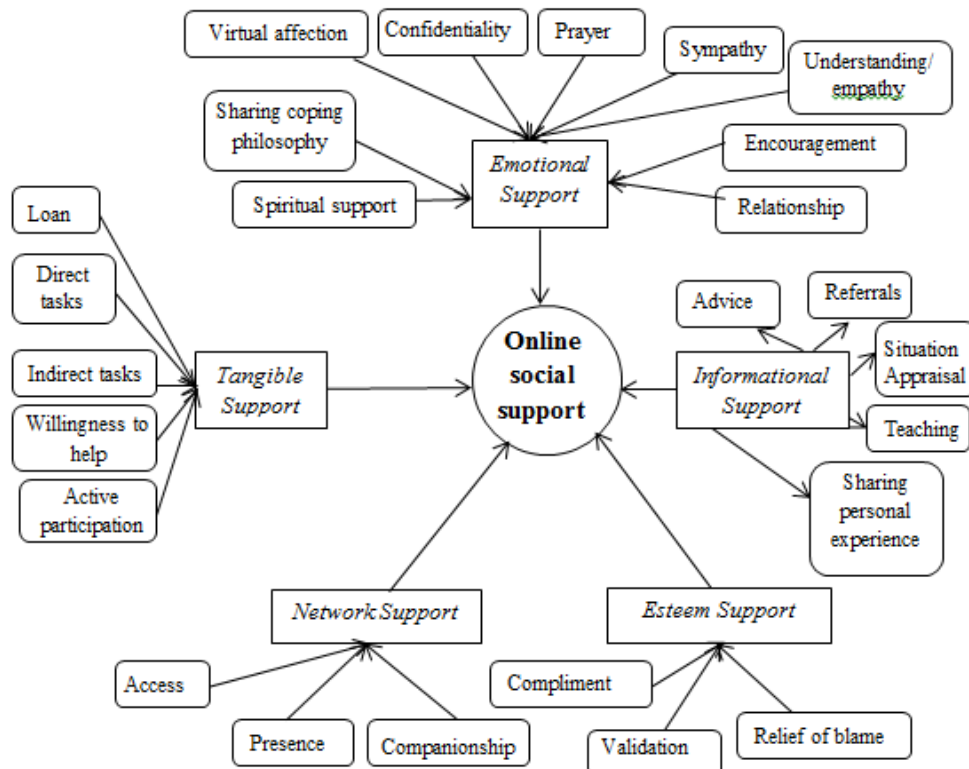 Virtual affection
Confidentiality
Prayer
Sympathy
Understanding/
empathy
Sharing coping
philosophy
Emotional
Support
Encouragement
Spiritual support
Relationship
Loan
Direct
tasks
Indirect tasks
Willingness to
help
Active
participation
Tangible
Support
Online
social
support
Advice
Referrals
Situation
Appraisal
Informational
Support
Teaching
Sharing
personal
experience
Network Support
Esteem Support
Access
Presence
Companionship
Compliment
Validation
Relief of blame